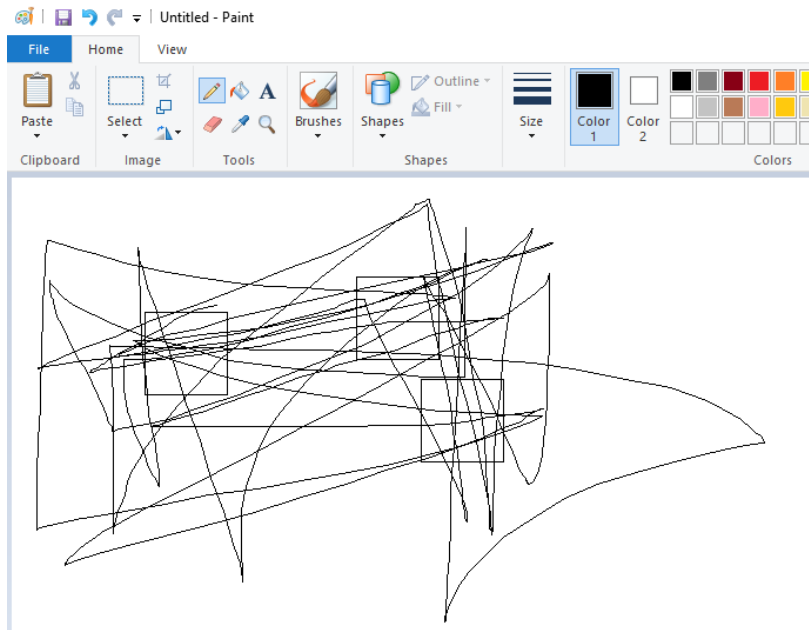 Untitled - Paint
File Home View
Paste Select Brushes Shapes Outline Fill Size Color 1 Color 2
Clipboard Image Tools Shapes Colors